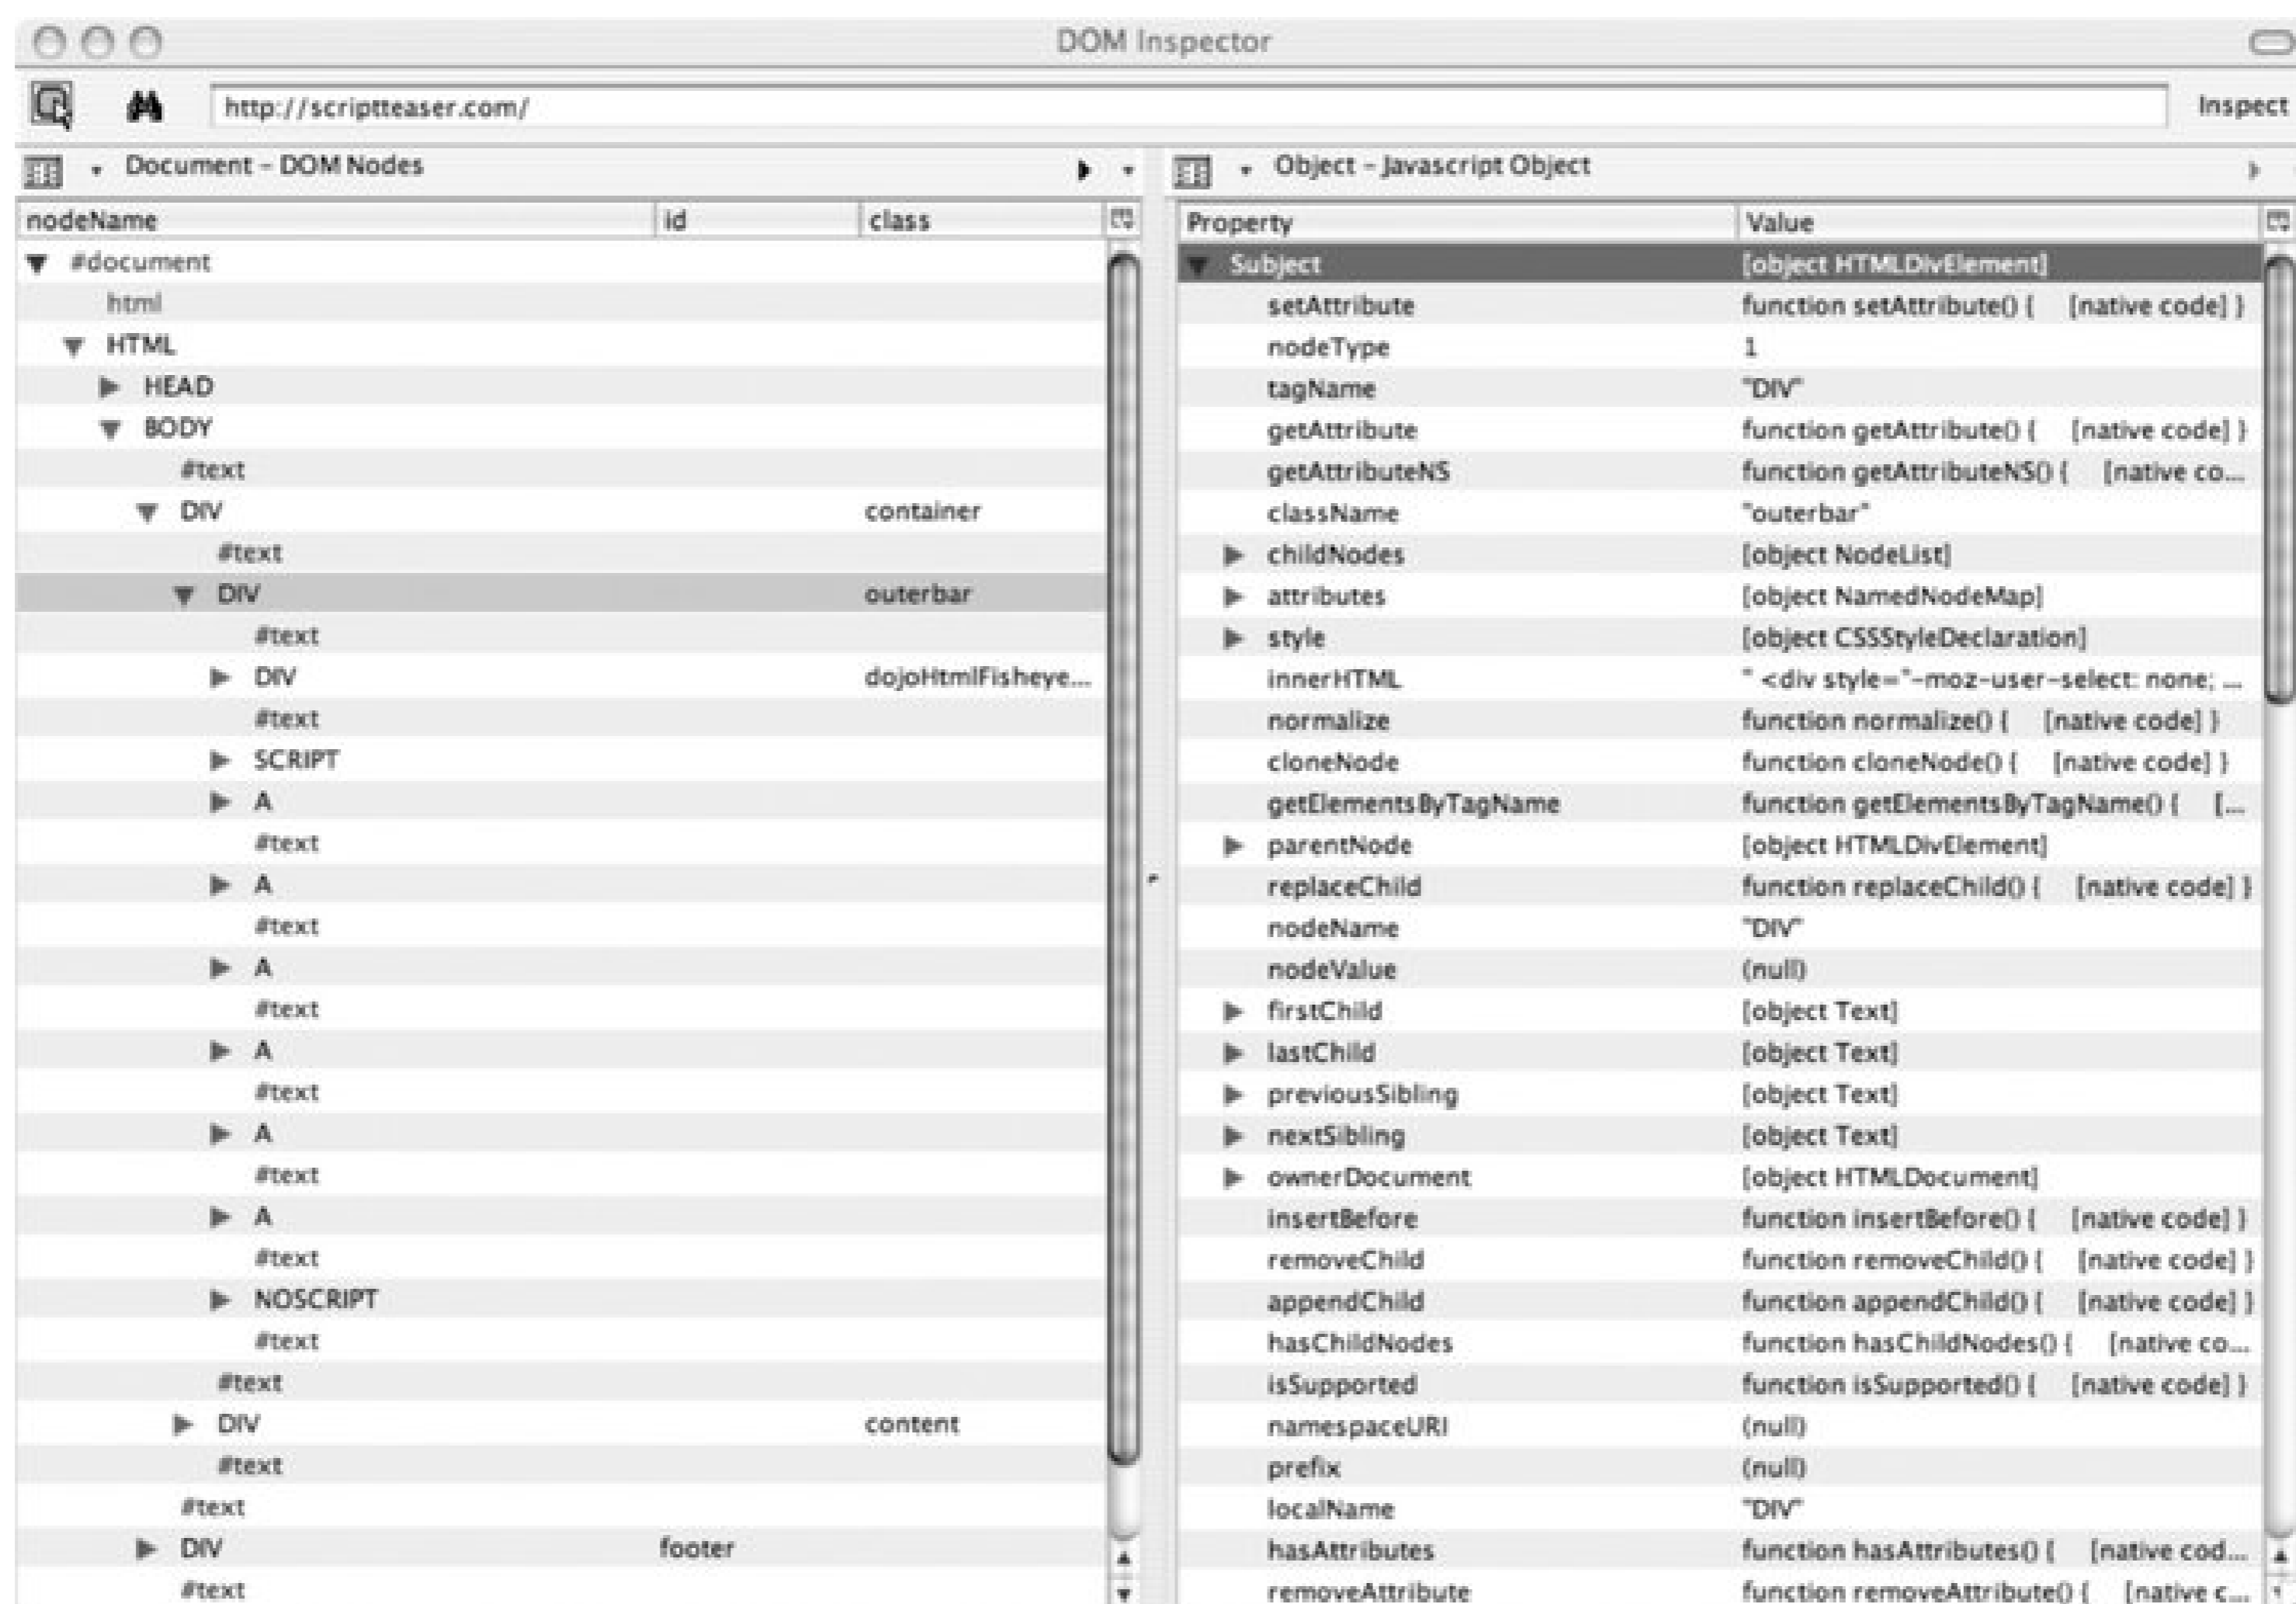 DOM Inspector
http://scriptteaser.com/
Inspect
Document – DOM Nodes
nodeName id class
#document
html
HTML
HEAD
BODY
#text
DIV container
#text
DIV outerbar
#text
DIV dojoHtmlFisheye...
#text
SCRIPT
A
#text
A
#text
A
#text
A
#text
A
#text
A
#text
NOSCRIPT
#text
#text
DIV content
#text
#text
DIV footer
#text
Object – Javascript Object
Property Value
Subject [object HTMLDivElement]
setAttribute function setAttribute() { [native code] }
nodeType 1
tagName "DIV"
getAttribute function getAttribute() { [native code] }
getAttributeNS function getAttributeNS() { [native co...
className "outerbar"
childNodes [object NodeList]
attributes [object NamedNodeMap]
style [object CSSStyleDeclaration]
innerHTML " <div style="-moz-user-select: none; ...
normalize function normalize() { [native code] }
cloneNode function cloneNode() { [native code] }
getElementsByTagName function getElementsByTagName() { [...
parentNode [object HTMLDivElement]
replaceChild function replaceChild() { [native code] }
nodeName "DIV"
nodeValue (null)
firstChild [object Text]
lastChild [object Text]
previousSibling [object Text]
nextSibling [object Text]
ownerDocument [object HTMLDocument]
insertBefore function insertBefore() { [native code] }
removeChild function removeChild() { [native code] }
appendChild function appendChild() { [native code] }
hasChildNodes function hasChildNodes() { [native co...
isSupported function isSupported() { [native code] }
namespaceURI (null)
prefix (null)
localName "DIV"
hasAttributes function hasAttributes() { [native cod...
removeAttribute function removeAttribute() { [native c...